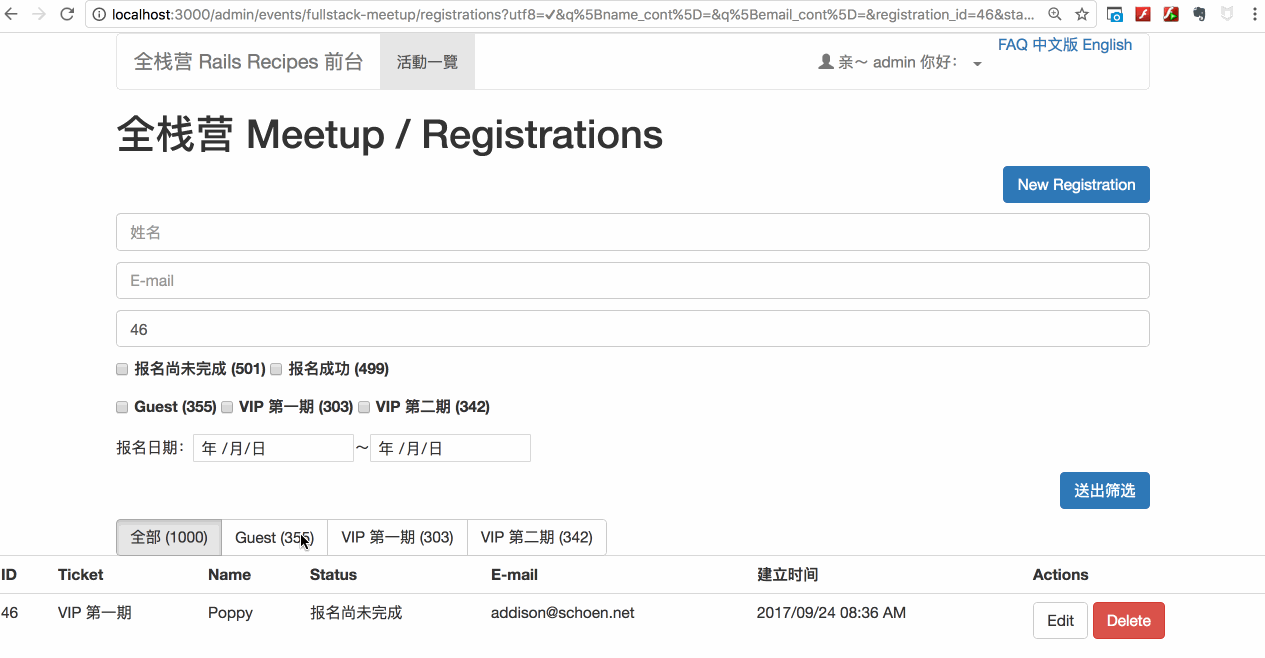 localhost:3000/admin/events/fullstack-meetup/registrations?utf8=✓&q%5Bname_cont%5D=&q%5Bemail_cont%5D=&registration_id=46&sta...
FAQ 中文版 English
全栈营 Rails Recipes 前台 活動一覽 亲～ admin 你好：
全栈营 Meetup / Registrations
New Registration
姓名
E-mail
46
报名尚未完成 (501) 报名成功 (499)
Guest (355) VIP 第一期 (303) VIP 第二期 (342)
报名日期： 年 /月/日 ～ 年 /月/日
送出筛选
全部 (1000) Guest (355) VIP 第一期 (303) VIP 第二期 (342)
ID Ticket Name Status E-mail 建立时间 Actions
46 VIP 第一期 Poppy 报名尚未完成 addison@schoen.net 2017/09/24 08:36 AM Edit Delete